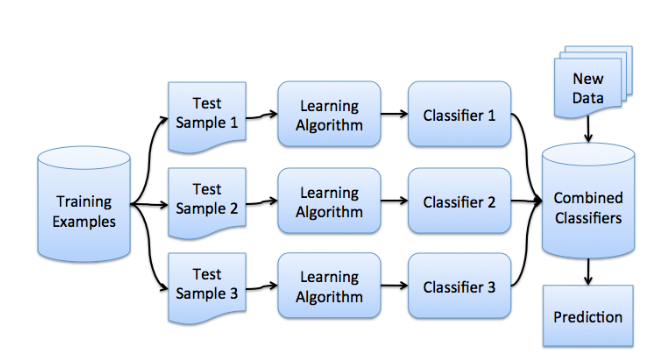 New
Data
Test
Sample 1
Learning
Algorithm
Classifier 1
Training
Examples
Test
Sample 2
Learning
Algorithm
Classifier 2
Combined
Classifiers
Test
Sample 3
Learning
Algorithm
Classifier 3
Prediction